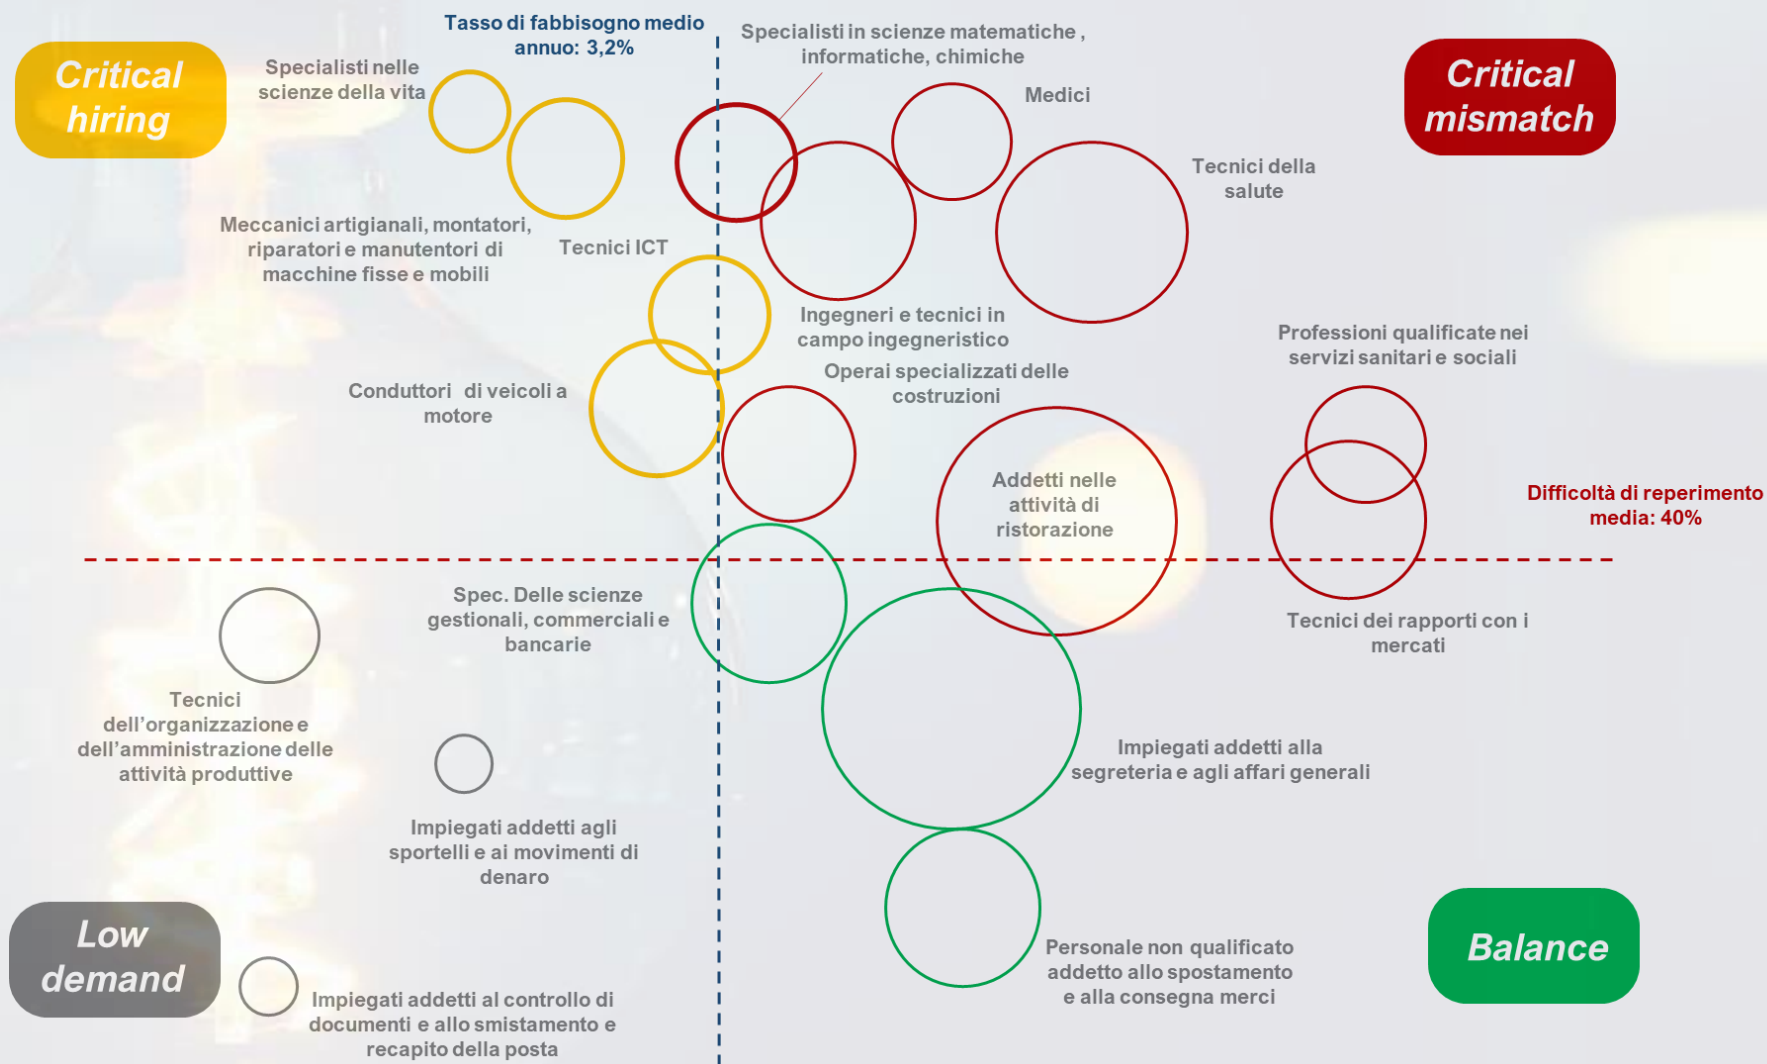 Tasso di fabbisogno medio
annuo: 3,2%
Specialisti in scienze matematiche ,
informatiche, chimiche
Critical
hiring
Specialisti nelle
scienze della vita
Medici
Critical
mismatch
Tecnici della
salute
Meccanici artigianali, montatori,
riparatori e manutentori di
macchine fisse e mobili
Tecnici ICT
Ingegneri e tecnici in
campo ingegneristico
Professioni qualificate nei
servizi sanitari e sociali
Conduttori di veicoli a
motore
Operai specializzati delle
costruzioni
Addetti nelle
attività di
ristorazione
Difficoltà di reperimento
media: 40%
Spec. Delle scienze
gestionali, commerciali e
bancarie
Tecnici dei rapporti con i
mercati
Tecnici
dell'organizzazione e
dell'amministrazione delle
attività produttive
Impiegati addetti alla
segreteria e agli affari generali
Impiegati addetti agli
sportelli e ai movimenti di
denaro
Low
demand
Balance
Personale non qualificato
addetto allo spostamento
e alla consegna merci
Impiegati addetti al controllo di
documenti e allo smistamento e
recapito della posta